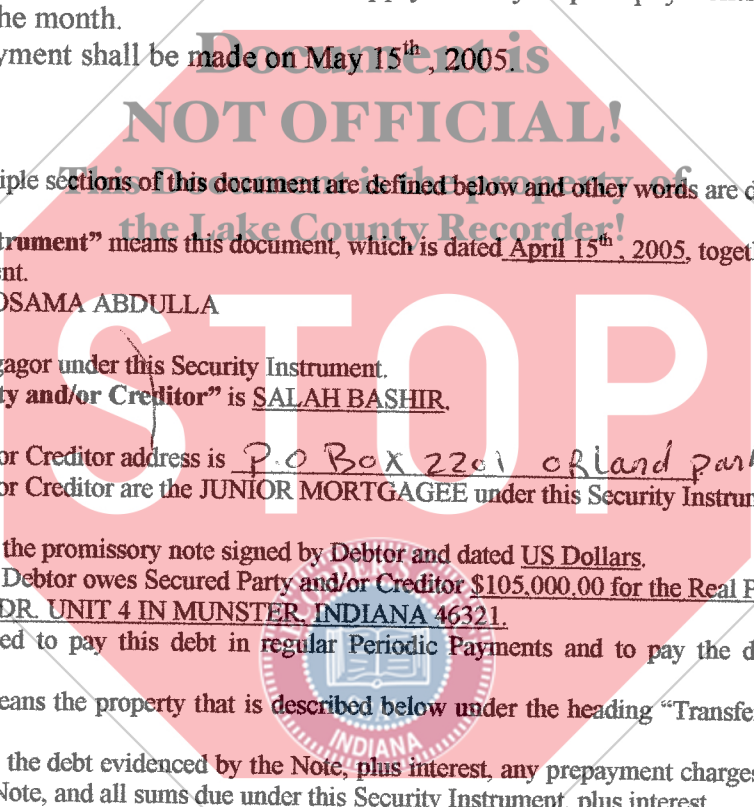 he month.
yment shall be made on May 15th, 2005.
Document is
NOT OFFICIAL!
This Document is the property of
the Lake County Recorder!
iple sections of this document are defined below and other words are d
trument” means this document, which is dated April 15th, 2005, toget
nt.
OSAMA ABDULLA
STOP
gagor under this Security Instrument.
ty and/or Creditor” is SALAH BASHIR.
or Creditor address is P.O Box 2201 oRland park
or Creditor are the JUNIOR MORTGAGEE under this Security Instrum
the promissory note signed by Debtor and dated US Dollars.
Debtor owes Secured Party and/or Creditor $105,000.00 for the Real P
DR. UNIT 4 IN MUNSTER, INDIANA 46321.
ed to pay this debt in regular Periodic Payments and to pay the d
eans the property that is described below under the heading “Transfe
the debt evidenced by the Note, plus interest, any prepayment charges
Note, and all sums due under this Security Instrument, plus interest.
INDIANA